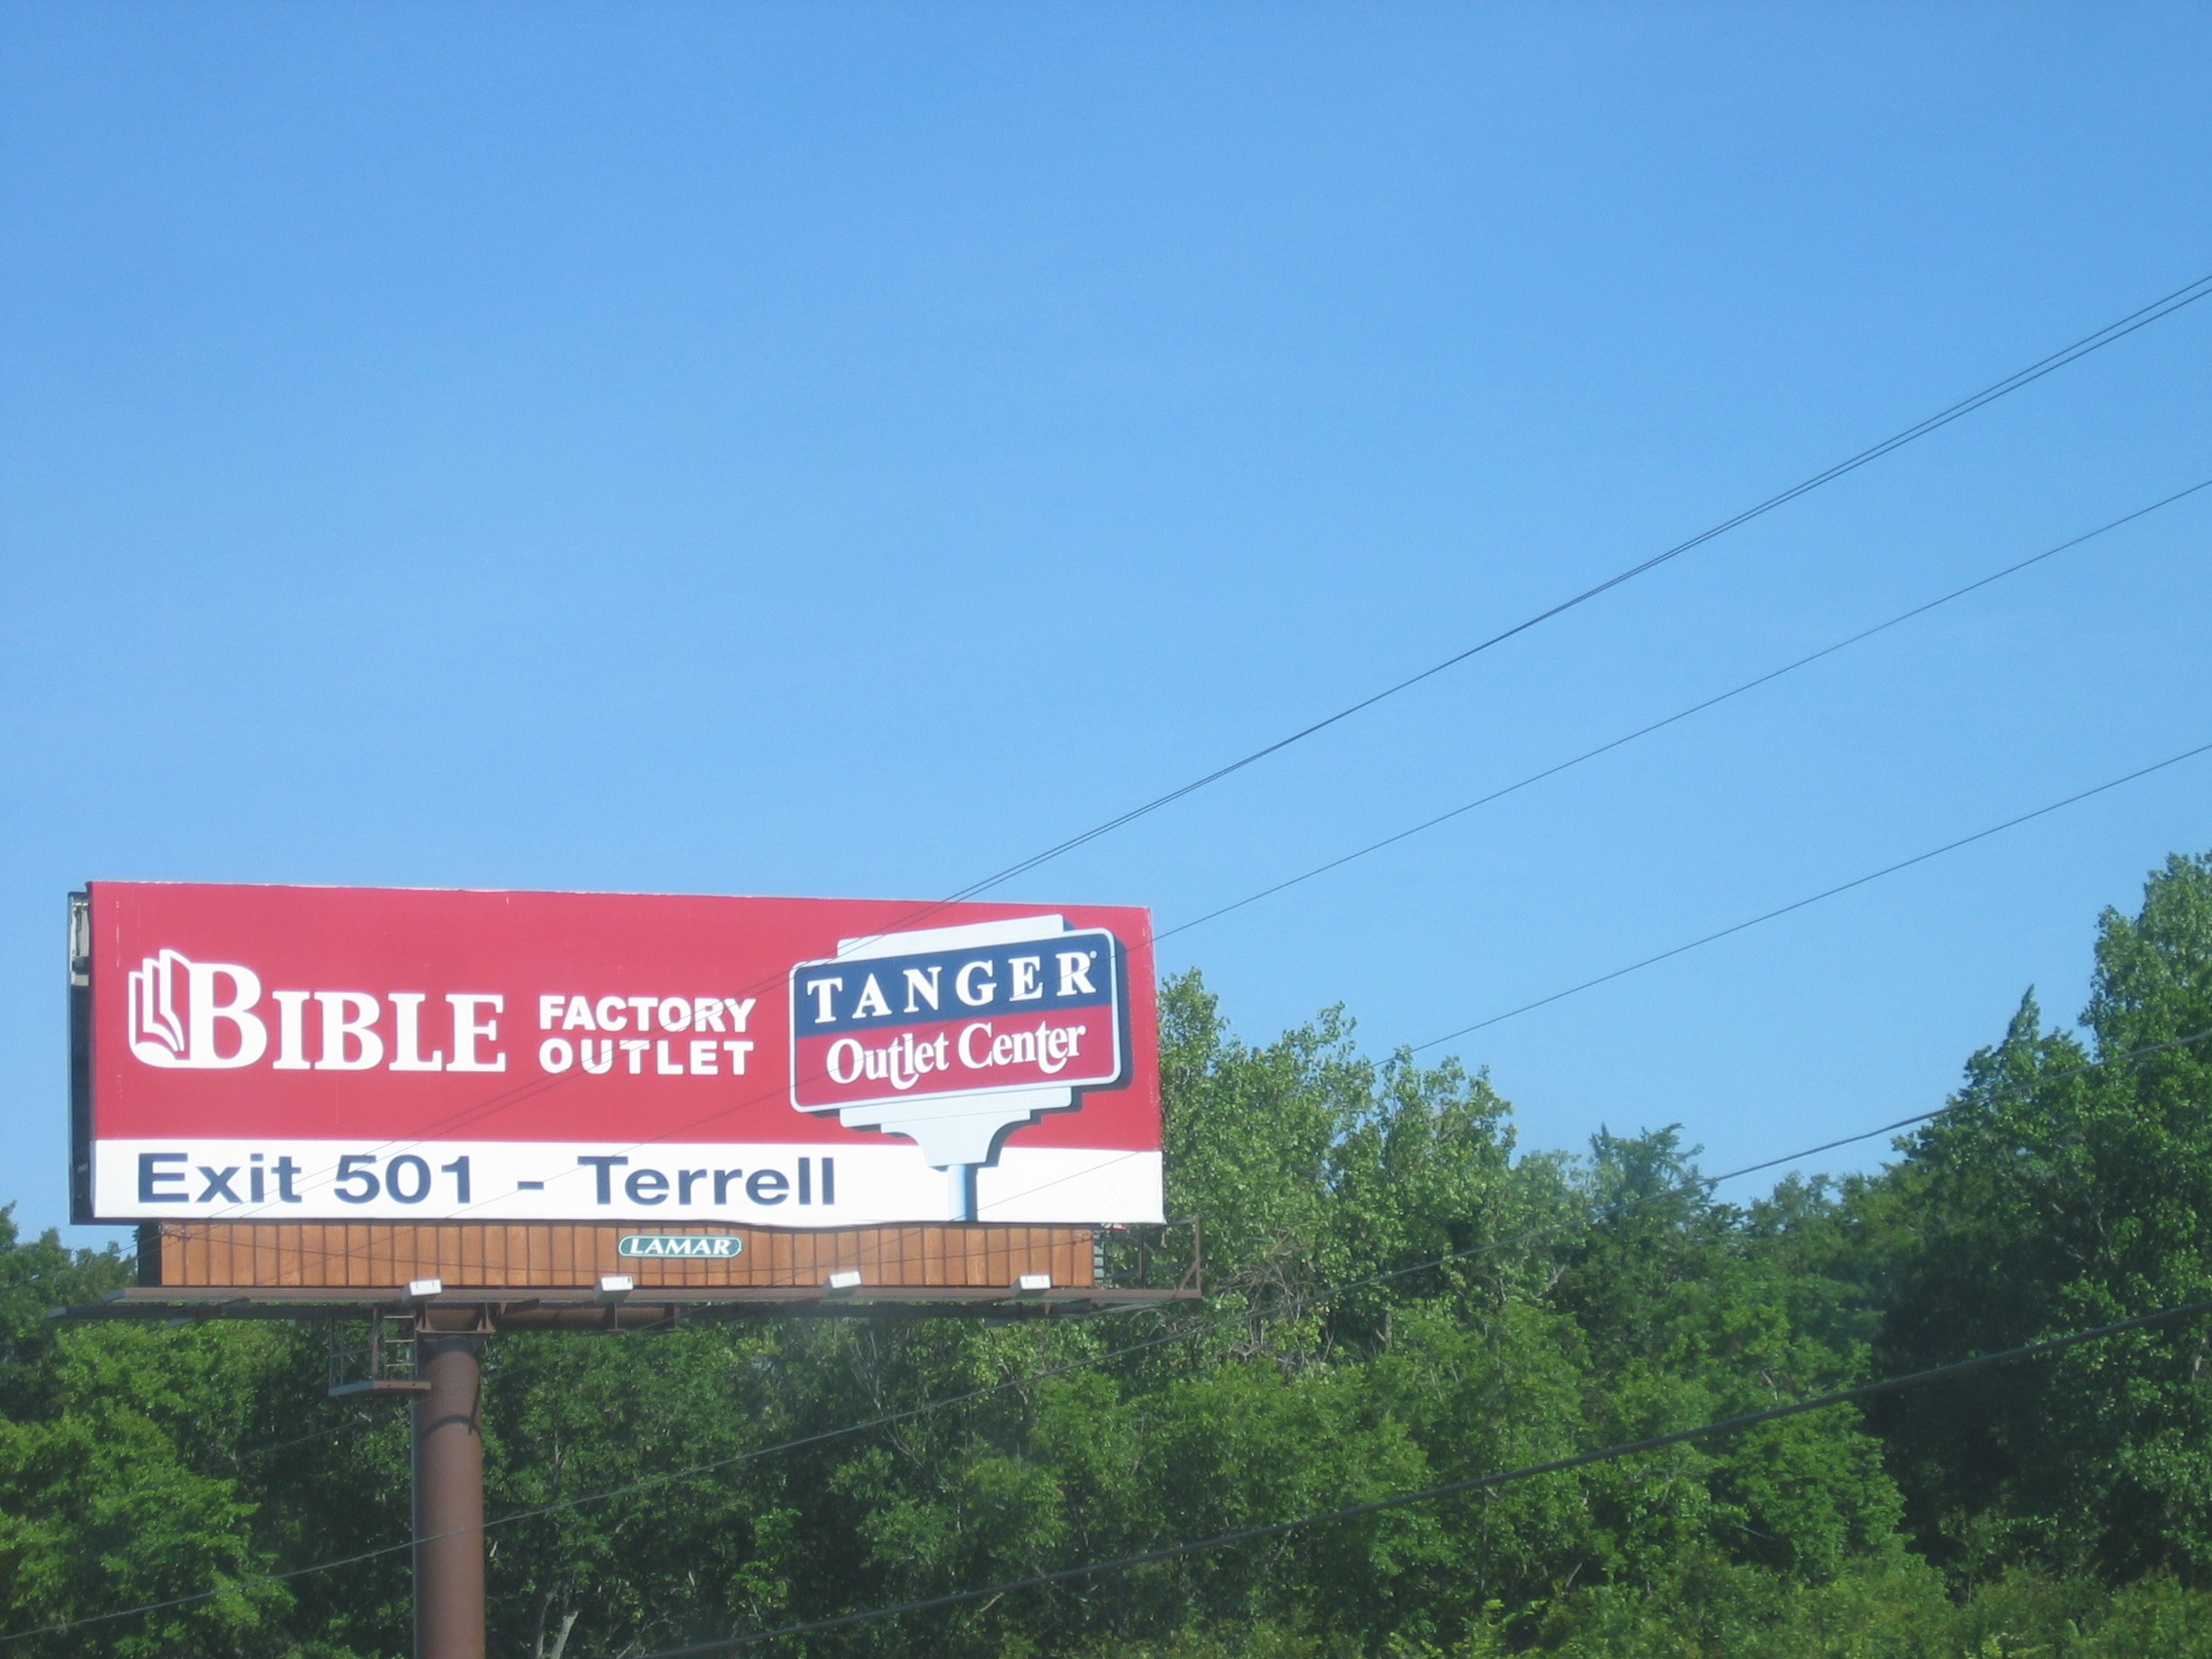 BIBLE FACTORY
OUTLET
TANGER
Outlet Center
Exit 501 - Terrell
LAMAR